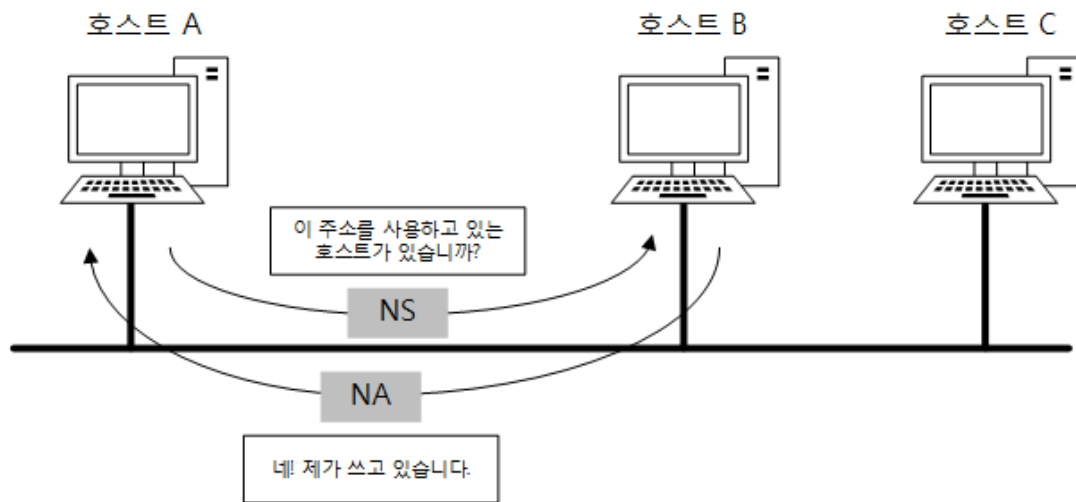 호스트 A
호스트 B
호스트 C
이 주소를 사용하고 있는
호스트가 있습니까?
NS
NA
네! 제가 쓰고 있습니다.